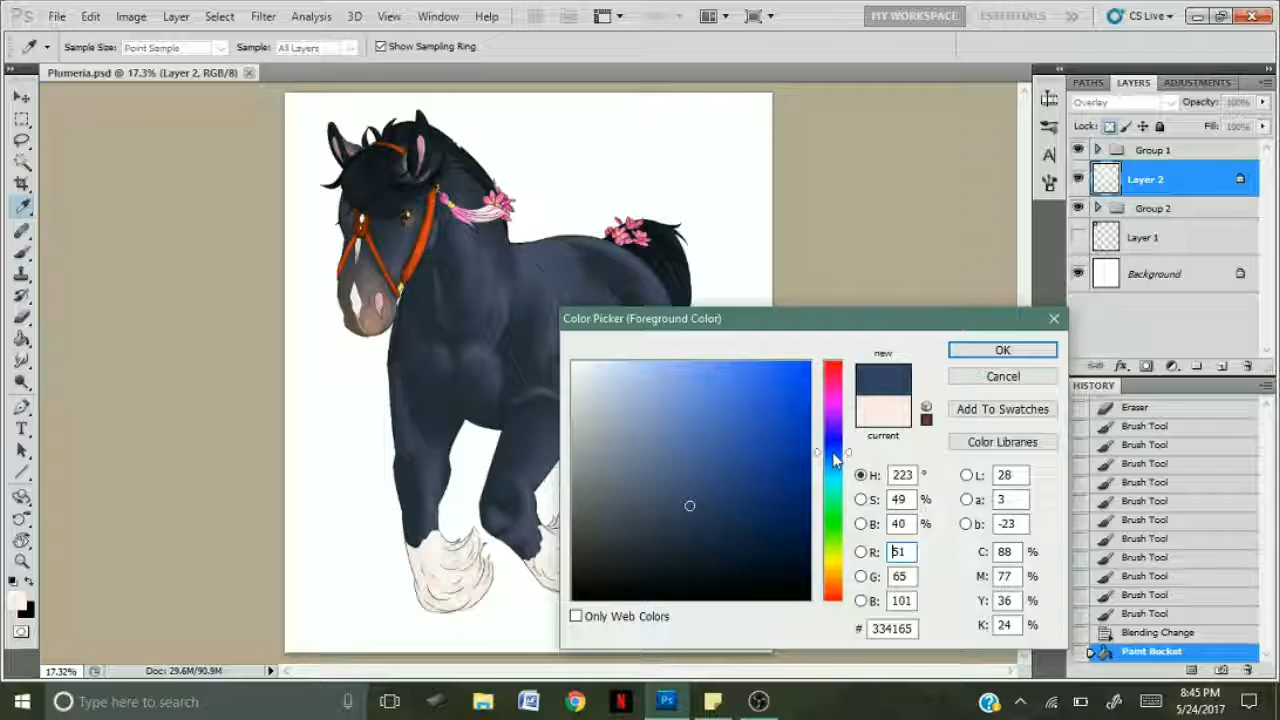 Ps File Edit Image Layer Select Filter Analysis 3D View Window Help MY WORKSPACE ESSENTIALS CS Live
Sample Size: Point Sample Sample: All Layers Show Sampling Ring
Plumeria.psd @ 17.3% (Layer 2, RGB/8)
PATHS LAYERS ADJUSTMENTS
Overlay Opacity: 100%
Lock: Fill: 100%
Group 1
Layer 2
Group 2
Layer 1
Background
Color Picker (Foreground Color)
new
current
OK
Cancel
Add To Swatches
Color Libraries
H: 223 ° L: 28
S: 49 % a: 3
B: 40 % b: -23
R: 51 C: 88 %
G: 65 M: 77 %
B: 101 Y: 36 %
# 334165 K: 24 %
Only Web Colors
HISTORY
Eraser
Brush Tool
Brush Tool
Brush Tool
Brush Tool
Brush Tool
Brush Tool
Brush Tool
Brush Tool
Brush Tool
Brush Tool
Brush Tool
Blending Change
Paint Bucket
17.32% Doc: 29.6M/90.9M
Type here to search
8:45 PM
5/24/2017